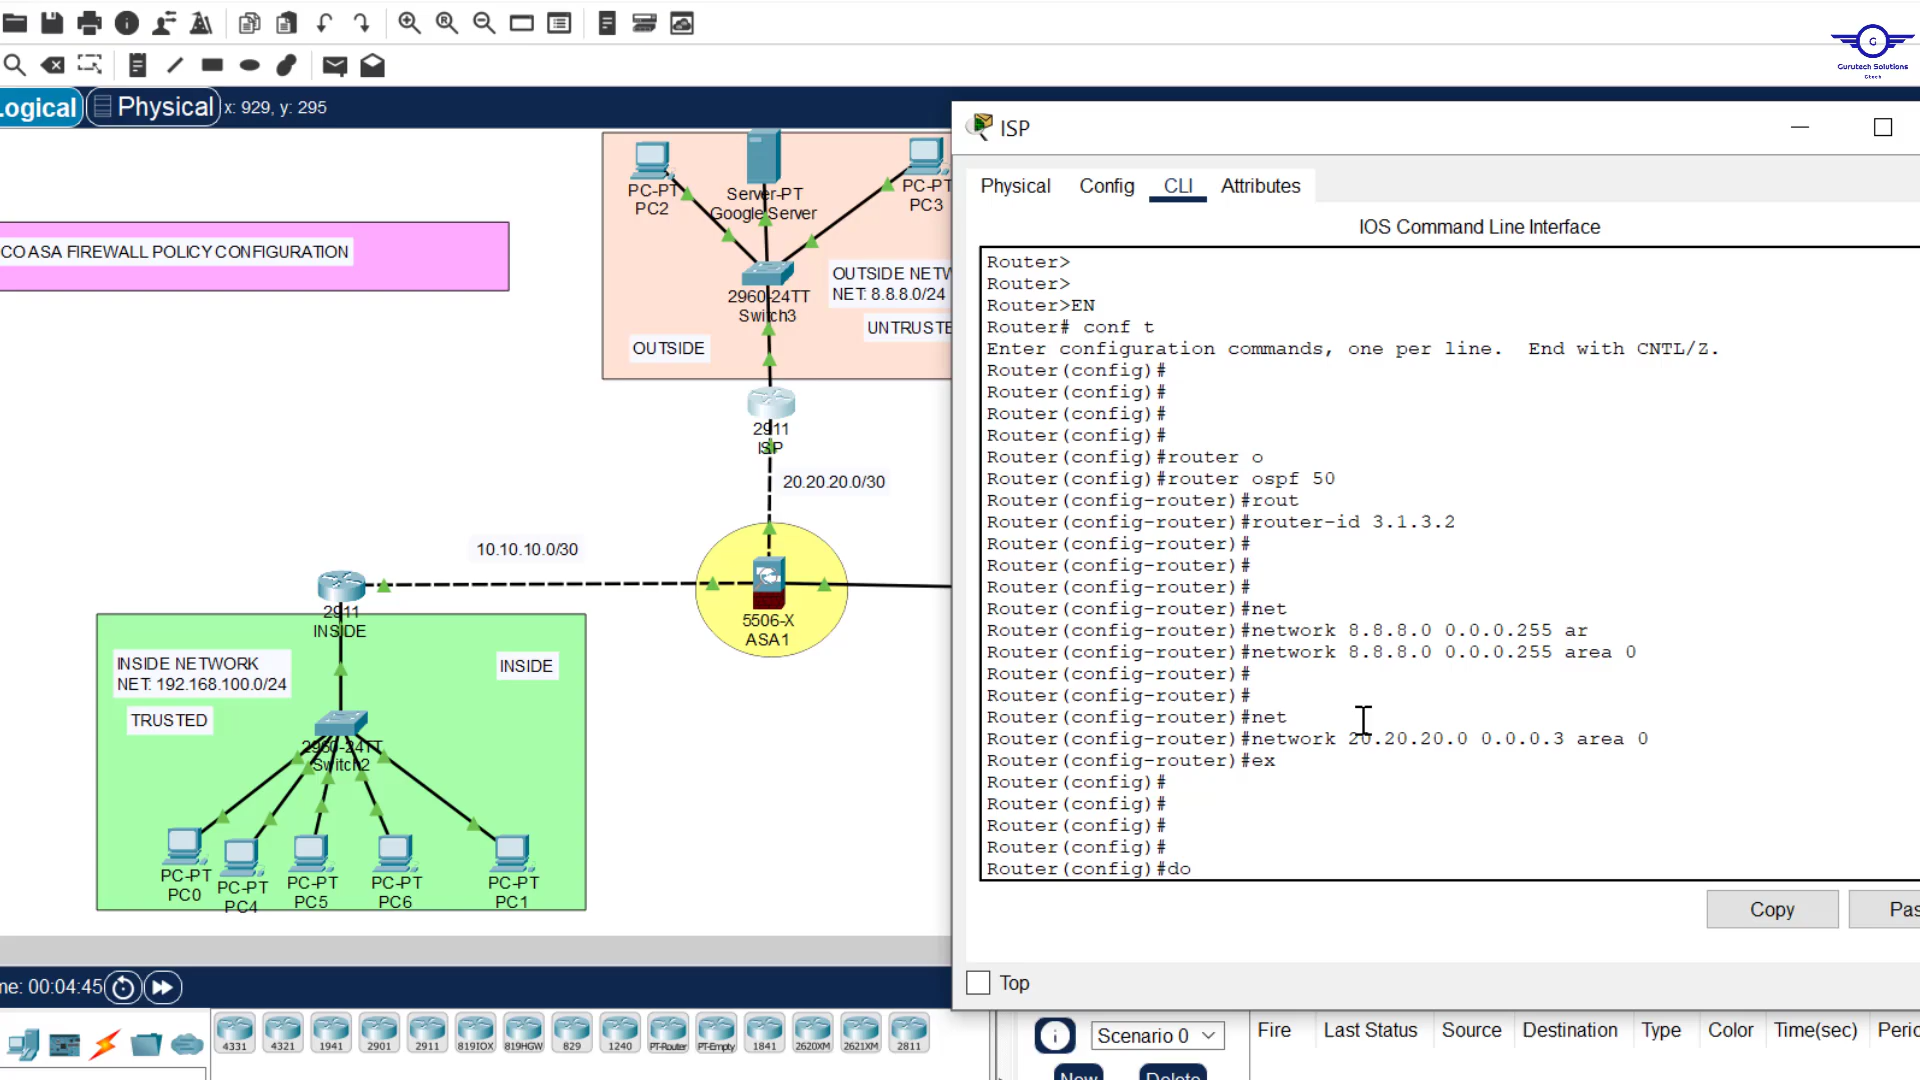 G
Gurutech Solutions
Gtech
Logical
Physical
x: 929, y: 295
CO ASA FIREWALL POLICY CONFIGURATION
PC-PT
PC2
Server-PT
Google Server
PC-PT
PC3
2960-24TT
Switch3
OUTSIDE NETW
NET: 8.8.8.0/24
UNTRUSTE
OUTSIDE
2911
ISP
20.20.20.0/30
10.10.10.0/30
2911
INSIDE
5506-X
ASA1
INSIDE NETWORK
NET: 192.168.100.0/24
INSIDE
TRUSTED
2960-24TT
Switch2
PC-PT
PC0
PC-PT
PC4
PC-PT
PC5
PC-PT
PC6
PC-PT
PC1
ISP
Physical
Config
CLI
Attributes
IOS Command Line Interface
Router>
Router>
Router>EN
Router# conf t
Enter configuration commands, one per line.  End with CNTL/Z.
Router(config)#
Router(config)#
Router(config)#
Router(config)#
Router(config)#router o
Router(config)#router ospf 50
Router(config-router)#rout
Router(config-router)#router-id 3.1.3.2
Router(config-router)#
Router(config-router)#
Router(config-router)#
Router(config-router)#net
Router(config-router)#network 8.8.8.0 0.0.0.255 ar
Router(config-router)#network 8.8.8.0 0.0.0.255 area 0
Router(config-router)#
Router(config-router)#
Router(config-router)#net
Router(config-router)#network 20.20.20.0 0.0.0.3 area 0
Router(config-router)#ex
Router(config)#
Router(config)#
Router(config)#
Router(config)#
Router(config)#do
Copy
Pas
Top
me: 00:04:45
4331
4321
1941
2901
2911
819IOX
819HGW
829
1240
PT-Router
PT-Empty
1841
2620XM
2621XM
2811
Scenario 0
New
Delete
Fire
Last Status
Source
Destination
Type
Color
Time(sec)
Perio